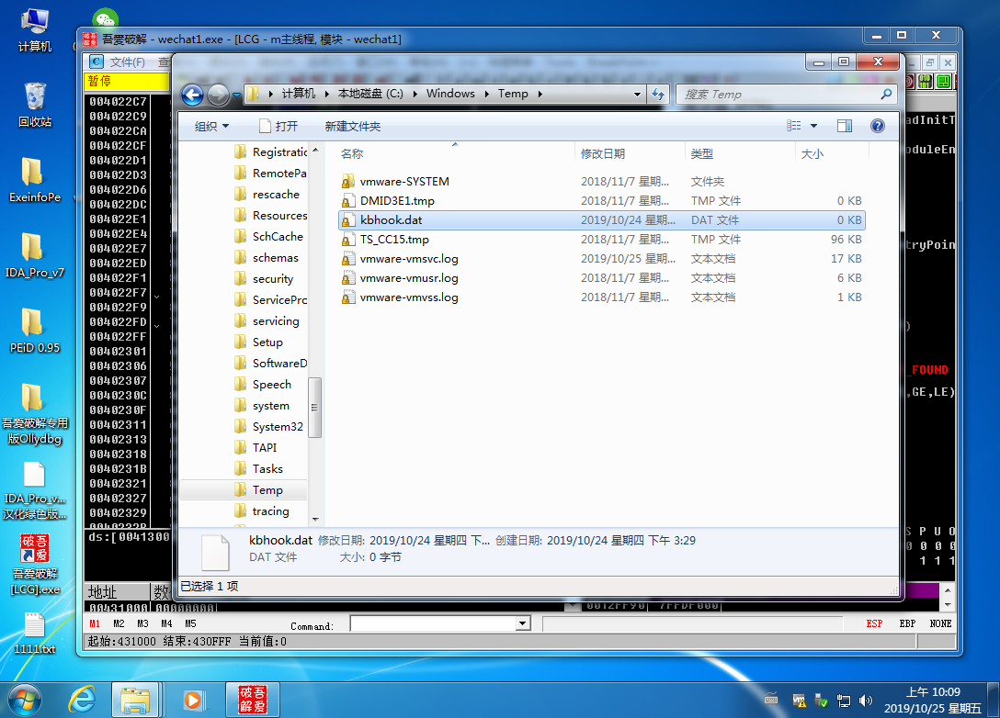 计算机
回收站
ExeinfoPe
IDA_Pro_v7
PEiD 0.95
吾爱破解专用
版Ollydbg
IDA_Pro_v...
汉化绿色版...
吾爱破解
[LCG].exe
1111.txt
吾爱破解 - wechat1.exe - [LCG - m主线程, 模块 - wechat1]
文件(F)
暂停
计算机 本地磁盘 (C:) Windows Temp
搜索 Temp
组织 打开 新建文件夹
名称 修改日期 类型 大小
vmware-SYSTEM 2018/11/7 星期... 文件夹
DMID3E1.tmp 2018/11/7 星期... TMP 文件 0 KB
kbhook.dat 2019/10/24 星期... DAT 文件 0 KB
TS_CC15.tmp 2018/11/7 星期... TMP 文件 96 KB
vmware-vmsvc.log 2019/10/25 星期... 文本文档 17 KB
vmware-vmusr.log 2018/11/7 星期... 文本文档 6 KB
vmware-vmvss.log 2018/11/7 星期... 文本文档 1 KB
Registratic
RemotePa
rescache
Resources
SchCache
schemas
security
ServicePrc
servicing
Setup
SoftwareD
Speech
system
System32
TAPI
Tasks
Temp
tracing
kbhook.dat 修改日期: 2019/10/24 星期四 下... 创建日期: 2019/10/24 星期四 下午 3:29
DAT 文件 大小: 0 字节
已选择 1 项
004022C7
004022C9
004022CA
004022CF
004022D1
004022D3
004022D6
004022DC
004022E1
004022E4
004022E7
004022ED
004022F1
004022F7
004022F9
004022FD
004022FF
00402301
00402306
00402307
0040230C
0040230F
00402311
00402313
00402318
0040231B
00402321
00402327
00402329
ds:[0041300
adInitT
oduleEn
tryPoin
_FOUND
,GE,LE)
S P U O
0 0 0 0
1 1 1
地址 数
00431000 00000000
0012FF90 7FFDF000
M1 M2 M3 M4 M5 Command: ESP EBP NONE
起始:431000 结束:430FFF 当前值:0
上午 10:09
2019/10/25 星期五